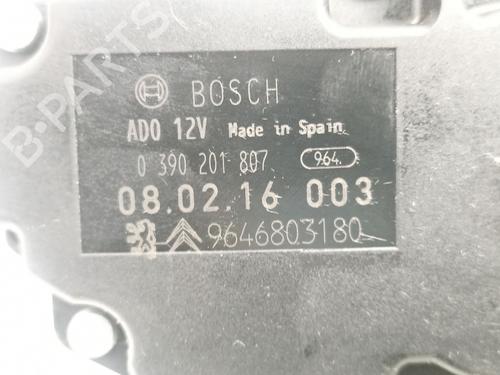 BOSCH
ADO 12V Made in Spain
0 390 201 807 964.
08.02.16 003
9646803180
B-PARTS